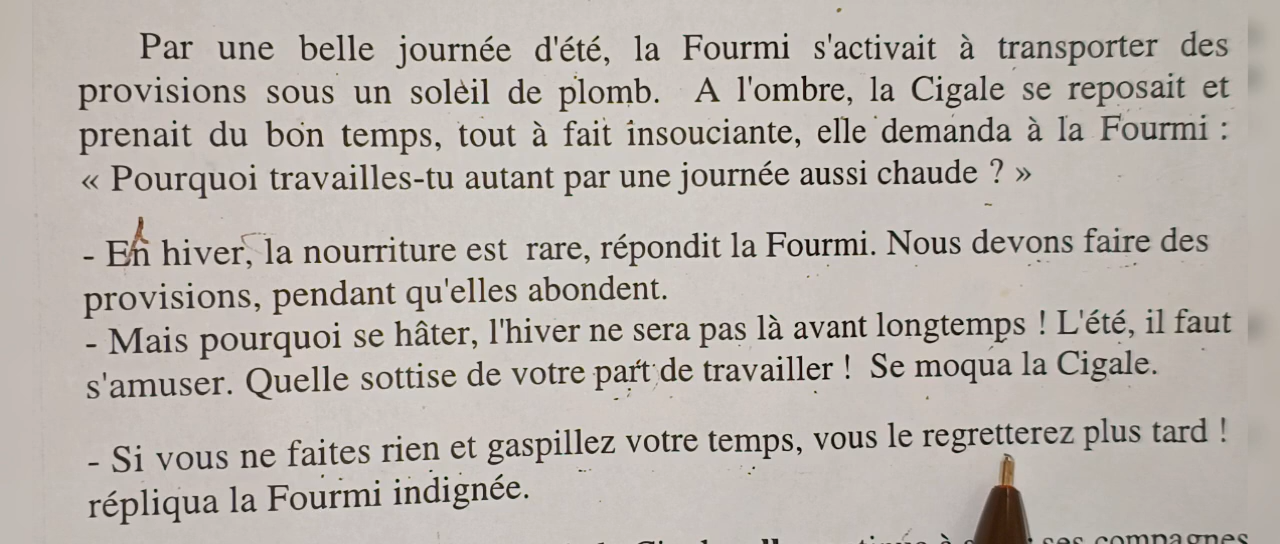 Par une belle journée d'été, la Fourmi s'activait à transporter des
provisions sous un soleil de plomb. A l'ombre, la Cigale se reposait et
prenait du bon temps, tout à fait insouciante, elle demanda à la Fourmi :
« Pourquoi travailles-tu autant par une journée aussi chaude ? »
- En hiver, la nourriture est rare, répondit la Fourmi. Nous devons faire des
provisions, pendant qu'elles abondent.
- Mais pourquoi se hâter, l'hiver ne sera pas là avant longtemps ! L'été, il faut
s'amuser. Quelle sottise de votre part de travailler ! Se moqua la Cigale.
- Si vous ne faites rien et gaspillez votre temps, vous le regretterez plus tard !
répliqua la Fourmi indignée.
ses compagnes